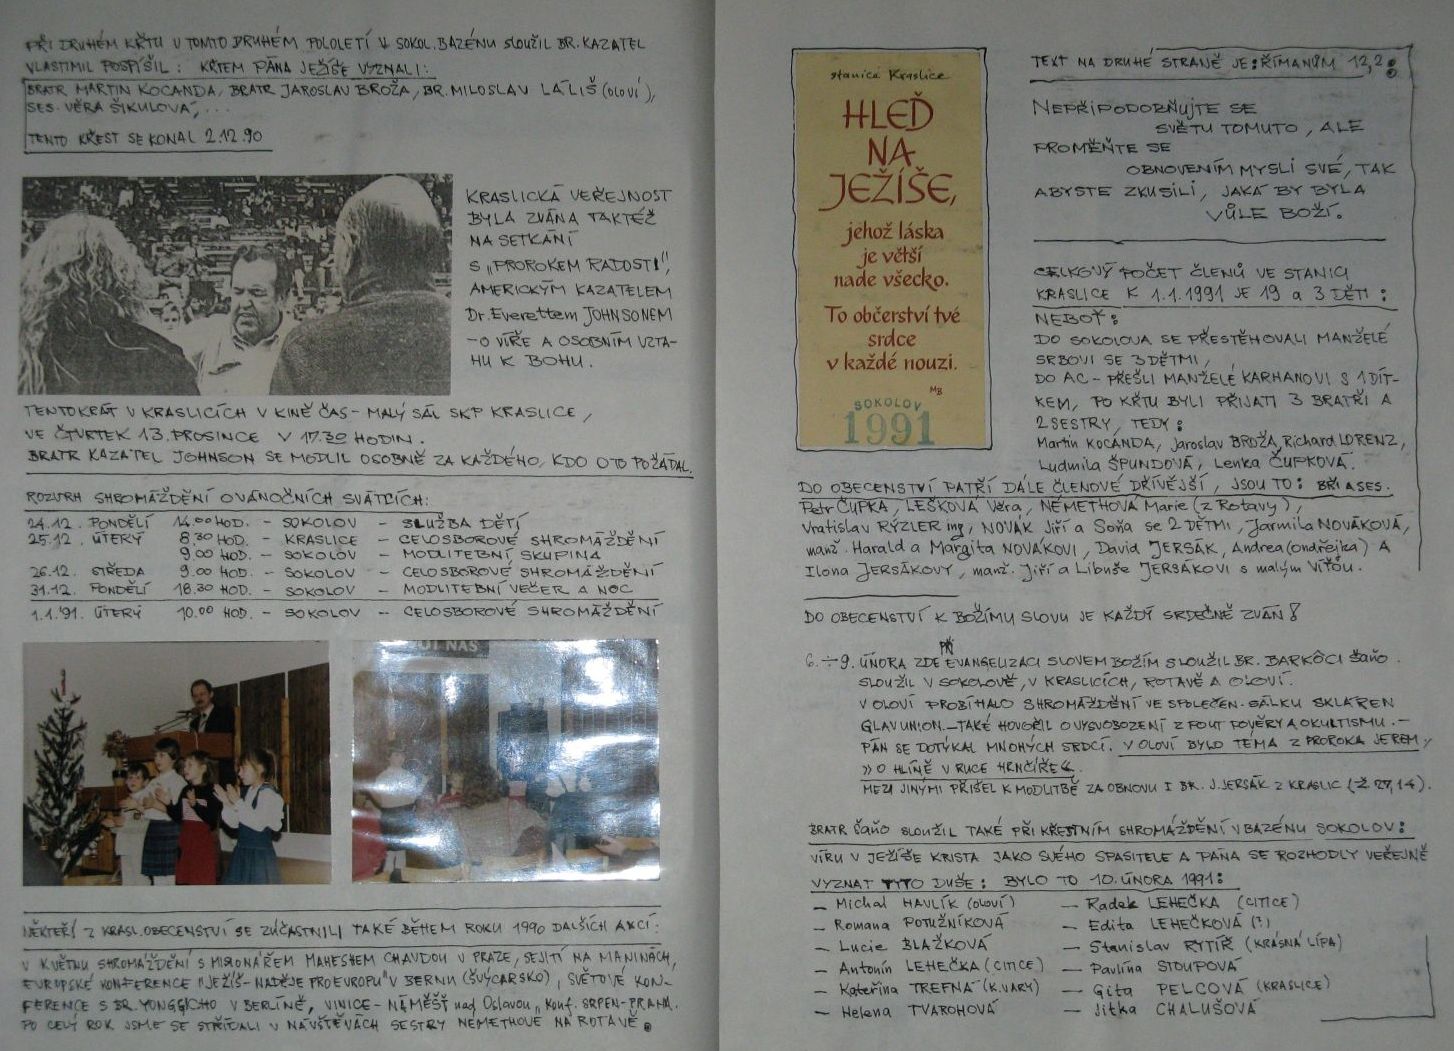 PŘI DRUHÉM KŘTU V TOMTO DRUHÉM POLOLETÍ V SOKOL. BAZÉNU SLOUŽIL BR. KAZATEL
VLASTIMIL POSPÍŠIL: KŘTEM PÁNA JEŽÍŠE VYZNALI:
BRATR MARTIN KOCANDA, BRATR JAROSLAV BROŽA, BR. MILOSLAV LÁLIŠ (OLOVÍ),
SES. VĚRA ŠIKULOVÁ, ...
TENTO KŘEST SE KONAL 2.12.90
KRASLICKÁ VEŘEJNOST
BYLA ZVÁNA TAKTÉŽ
NA SETKÁNÍ
S „PROROKEM RADOSTI",
AMERICKÝM KAZATELEM
Dr. Everettem JOHNSONEM
- O VÍŘE A OSOBNÍM VZTA-
HU K BOHU.
TENTOKRÁT V KRASLICÍCH V KINĚ ČAS - MALÝ SÁL SKP KRASLICE,
VE ČTVRTEK 13. PROSINCE V 17.30 HODIN.
BRATR KAZATEL JOHNSON SE MODLIL OSOBNĚ ZA KAŽDÉHO, KDO O TO POŽÁDAL.
ROZVRH SHROMÁŽDĚNÍ O VÁNOČNÍCH SVÁTCÍCH:
24.12. PONDĚLÍ 14.00 HOD. - SOKOLOV - SLUŽBA DĚTÍ
25.12. ÚTERÝ 8.30 HOD. - KRASLICE - CELOSBOROVÉ SHROMÁŽDĚNÍ
9.00 HOD. - SOKOLOV - MODLITEBNÍ SKUPINA
26.12. STŘEDA 9.00 HOD. - SOKOLOV - CELOSBOROVÉ SHROMÁŽDĚNÍ
31.12. PONDĚLÍ 18.30 HOD. - SOKOLOV - MODLITEBNÍ VEČER A NOC
1.1.'91. ÚTERÝ 10.00 HOD - SOKOLOV - CELOSBOROVÉ SHROMÁŽDĚNÍ
NÁS
NĚKTEŘÍ Z KRASL. OBECENSTVÍ SE ZÚČASTNILI TAKÉ BĚHEM ROKU 1990 DALŠÍCH AKCÍ:
V KVĚTNU SHROMÁŽDĚNÍ S MISIONÁŘEM MAHESHEM CHAVDOU V PRAZE, SEJITÍ NA MANINÁCH,
EVROPSKÉ KONFERENCE "JEŽÍŠ - NADĚJE PRO EVROPU" V BERNU (ŠVÝCARSKO), SVĚTOVÉ KON-
FERENCE S BR. YONGGICHO V BERLÍNĚ, VINICE - NÁMĚŠŤ nad Oslavou, Konf. SRPEN - PRAHA.
PO CELÝ ROK JSME SE STŘÍDALI V NÁVŠTĚVÁCH SESTRY NÉMETHOVÉ NA ROTAVĚ.
stanice Kraslice
HLEĎ
NA
JEŽÍŠE,
jehož láska
je větší
nade všecko.
To občerství tvé
srdce
v každé nouzi.
MB
SOKOLOV
1991
TEXT NA DRUHÉ STRANĚ JE: ŘÍMANŮM 12,2:
NEPŘIPODOBŇUJTE SE
SVĚTU TOMUTO, ALE
PROMĚŇTE SE
OBNOVENÍM MYSLI SVÉ, TAK
ABYSTE ZKUSILI, JAKÁ BY BYLA
VŮLE BOŽÍ.
CELKOVÝ POČET ČLENŮ VE STANICI
KRASLICE K 1.1.1991 JE 19 a 3 DĚTI:
NEBOŤ:
DO SOKOLOVA SE PŘESTĚHOVALI MANŽELÉ
SRBOVI SE 3 DĚTMI,
DO AC - PŘEŠLI MANŽELÉ KARHANOVI S 1 DÍT-
KEM, PO KŘTU BYLI PŘIJATI 3 BRATŘI A
2 SESTRY, TEDY:
Martin KOCANDA, Jaroslav BROŽA, Richard LORENZ,
Ludmila ŠPUNDOVÁ, Lenka ČUPKOVÁ.
DO OBECENSTVÍ PATŘÍ DÁLE ČLENOVÉ DŘÍVĚJŠÍ, JSOU TO: BŘÍ A SES.
Petr ČUPKA, LEŠKOVÁ Věra, NÉMETHOVÁ Marie (z Rotavy),
Vratislav RÝZLER ing, NOVÁK Jiří a Soňa se 2 DĚTMI, Jarmila NOVÁKOVÁ,
manž. Harald a Margita NOVÁKOVI, David JERSÁK, Andrea (ondřejka) A
Ilona JERSÁKOVY, manž. Jiří a Libuše JERSÁKOVI s malým Víťou.
DO OBECENSTVÍ K BOŽÍMU SLOVU JE KAŽDÝ SRDEČNĚ ZVÁN!
6. ÷ 9. ÚNORA ZDE PŘI EVANGELIZACI SLOVEM BOŽÍM SLOUŽIL BR. BARKÓCI Šaňo.
SLOUŽIL V SOKOLOVĚ, V KRASLICÍCH, ROTAVĚ A OLOVÍ.
V OLOVÍ PROBÍHALO SHROMÁŽDĚNÍ VE SPOLEČEN. SÁLKU SKLÁREN
GLAVUNION. - TAKÉ HOVOŘIL O VYSVOBOZENÍ Z POUT POVĚRY A OKULTISMU. -
PÁN SE DOTÝKAL MNOHÝCH SRDCÍ. V OLOVÍ BYLO TÉMA Z PROROKA JEREM.,
»O HLÍNĚ V RUCE HRNČÍŘE«.
MEZI JINÝMI PŘIŠEL K MODLITBĚ ZA OBNOVU I BR. J. JERSÁK Z KRASLIC (Ž. 27,14).
BRATR ŠAŇO SLOUŽIL TAKÉ PŘI KŘESTNÍM SHROMÁŽDĚNÍ V BAZÉNU SOKOLOV:
VÍRU V JEŽÍŠE KRISTA JAKO SVÉHO SPASITELE A PÁNA SE ROZHODLY VEŘEJNĚ
VYZNAT TYTO DUŠE: BYLO TO 10. ÚNORA 1991:
- Michal HAVLÍK (OLOVÍ) - Radek LEHEČKA (CITICE)
- Romana POTUŽNÍKOVÁ - Edita LEHEČKOVÁ (")
- Lucie BLAŽKOVÁ - Stanislav RYTÍŘ (KRÁSNÁ LÍPA)
- Antonín LEHEČKA (CITICE) - Pavlína STOUPOVÁ
- Kateřina TREFNÁ (K.VARY) - Gita PELCOVÁ (KRASLICE)
- Helena TVAROHOVÁ - Jitka CHALUŠOVÁ